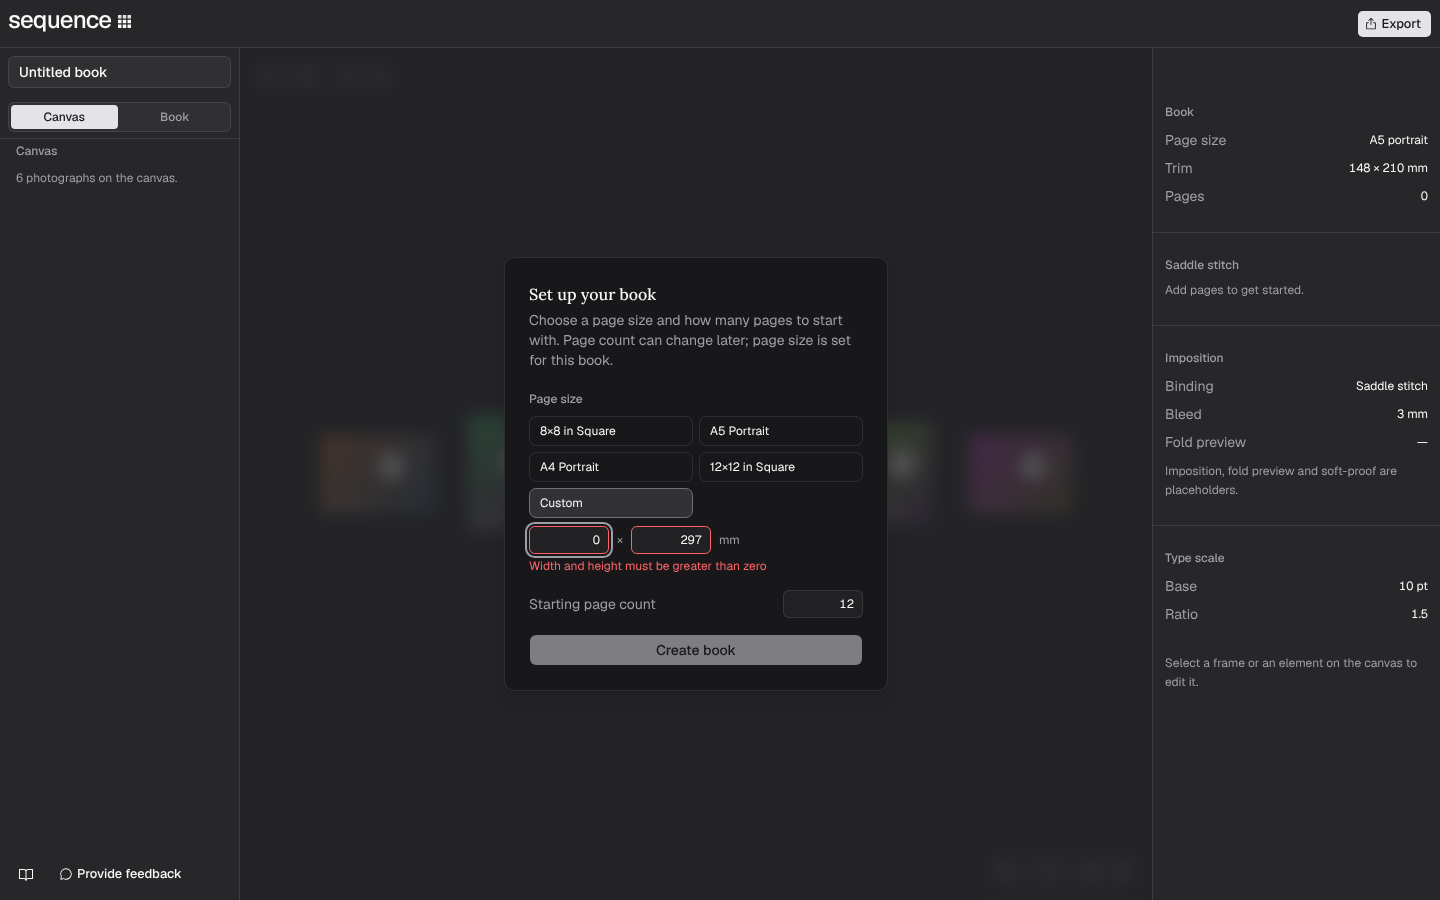 sequence
Export
Untitled book
Canvas
Book
Canvas
6 photographs on the canvas.
Set up your book
Choose a page size and how many pages to start
with. Page count can change later; page size is set
for this book.
Page size
8×8 in Square
A5 Portrait
A4 Portrait
12×12 in Square
Custom
0 × 297 mm
Width and height must be greater than zero
Starting page count 12
Create book
Book
Page size A5 portrait
Trim 148 × 210 mm
Pages 0
Saddle stitch
Add pages to get started.
Imposition
Binding Saddle stitch
Bleed 3 mm
Fold preview —
Imposition, fold preview and soft-proof are
placeholders.
Type scale
Base 10 pt
Ratio 1.5
Select a frame or an element on the canvas to
edit it.
Provide feedback